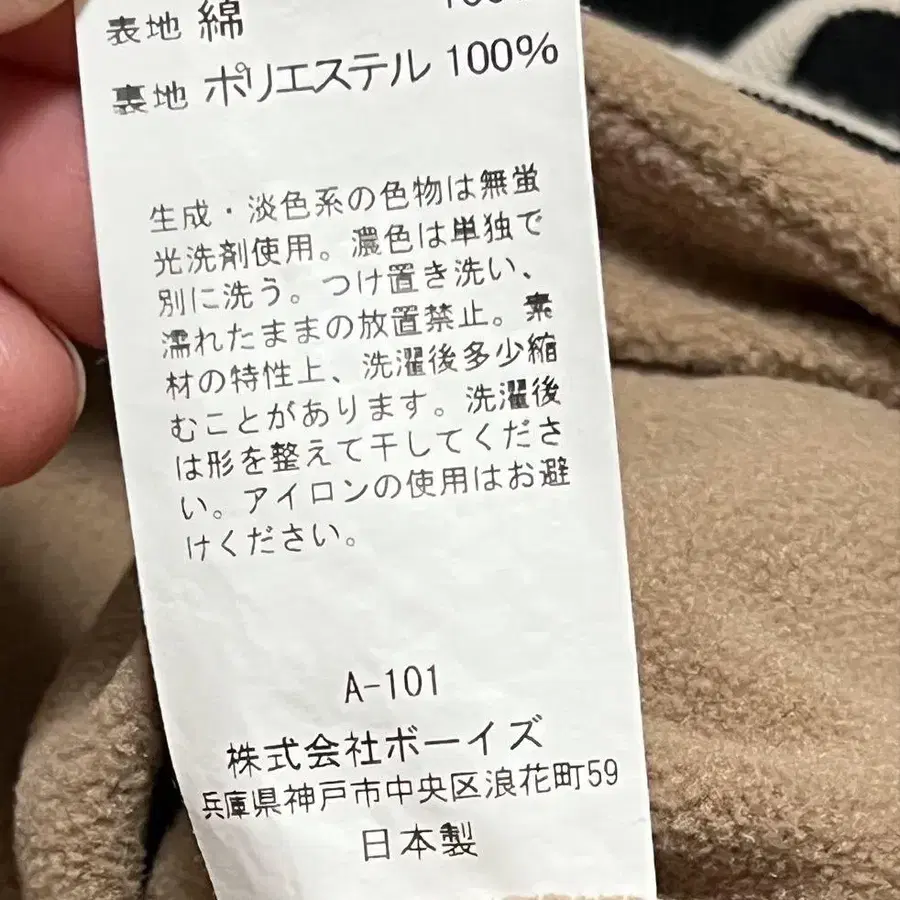 表地 綿
裏地 ポリエステル 100%
生成・淡色系の色物は無蛍
光洗剤使用。濃色は単独で
別に洗う。つけ置き洗い、
濡れたままの放置禁止。素
材の特性上、洗濯後多少縮
むことがあります。洗濯後
は形を整えて干してくださ
い。アイロンの使用はお避
けください。
A-101
株式会社ボーイズ
兵庫県神戸市中央区浪花町59
日本製